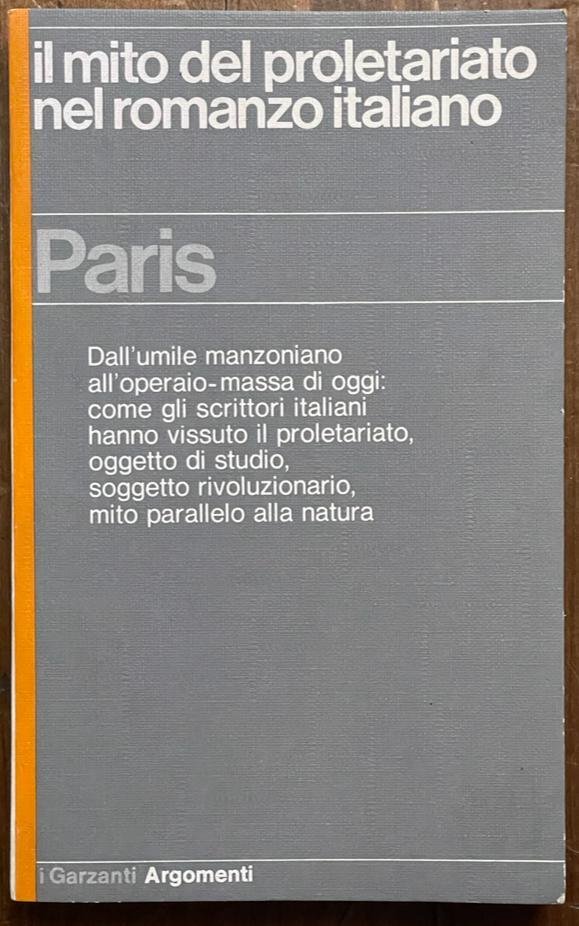 il mito del proletariato
nel romanzo italiano
Paris
Dall'umile manzoniano
all'operaio-massa di oggi:
come gli scrittori italiani
hanno vissuto il proletariato,
oggetto di studio,
soggetto rivoluzionario,
mito parallelo alla natura
i Garzanti Argomenti